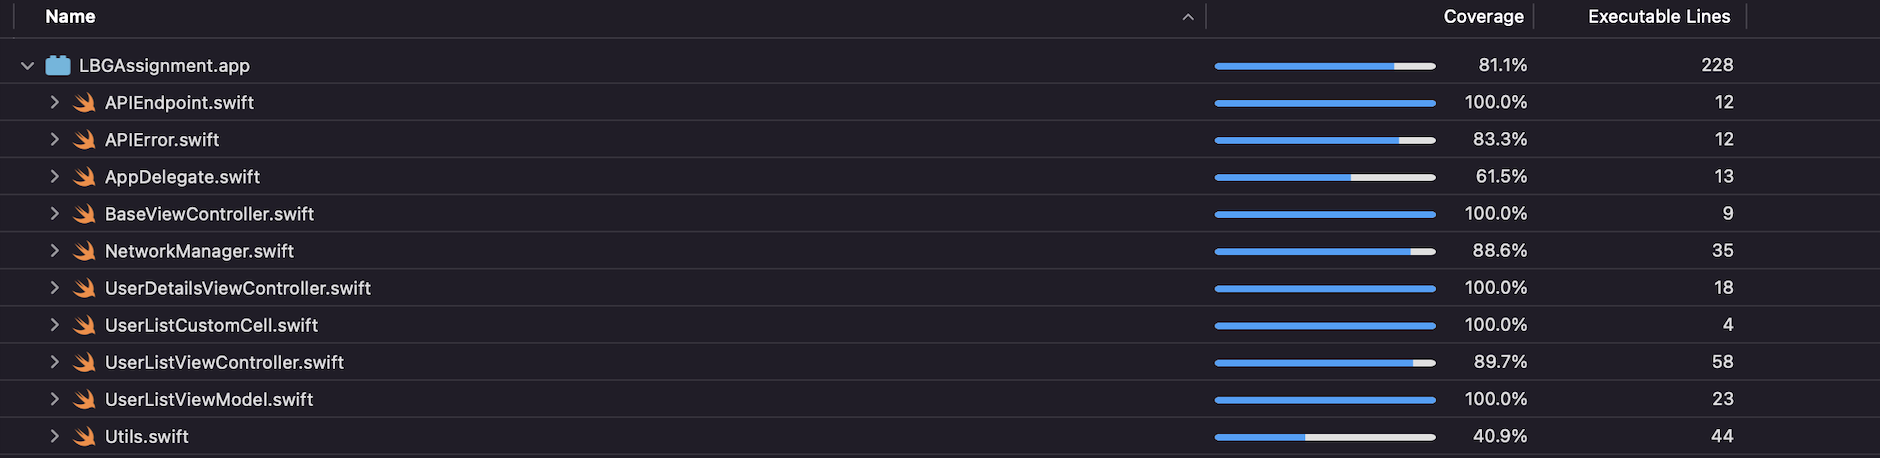 Name Coverage Executable Lines
LBGAssignment.app 81.1% 228
APIEndpoint.swift 100.0% 12
APIError.swift 83.3% 12
AppDelegate.swift 61.5% 13
BaseViewController.swift 100.0% 9
NetworkManager.swift 88.6% 35
UserDetailsViewController.swift 100.0% 18
UserListCustomCell.swift 100.0% 4
UserListViewController.swift 89.7% 58
UserListViewModel.swift 100.0% 23
Utils.swift 40.9% 44